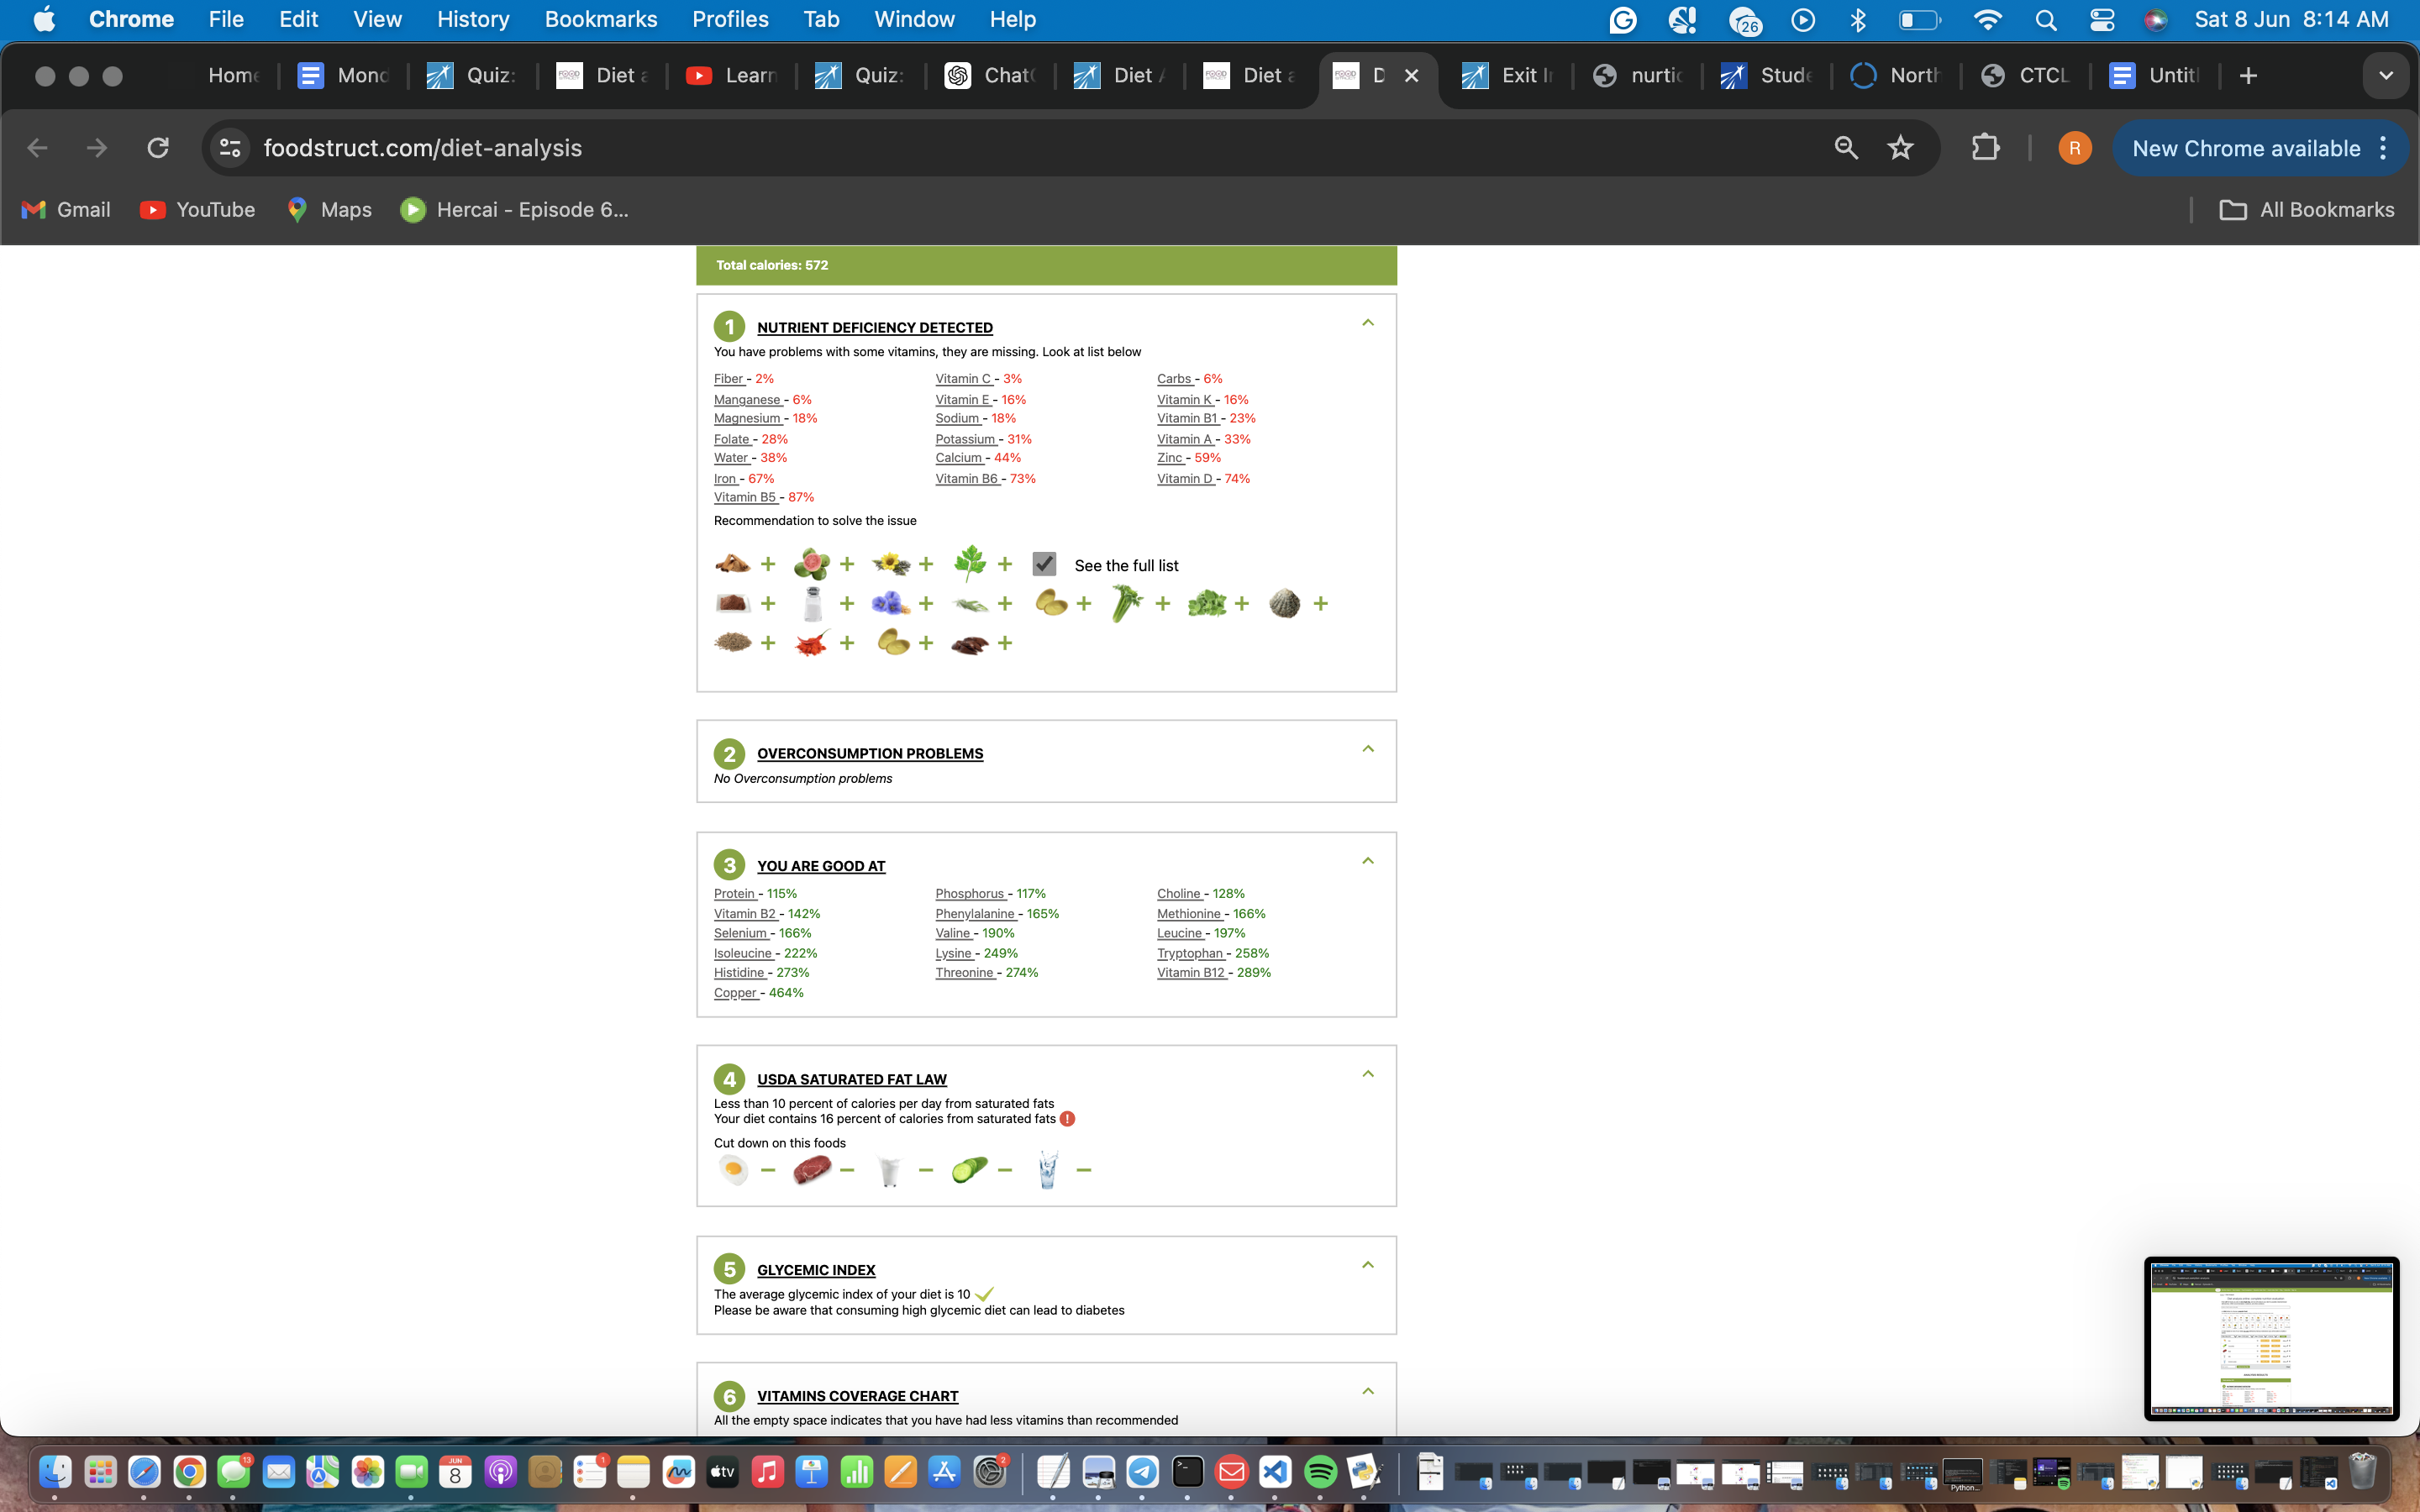 Chrome File Edit View History Bookmarks Profiles Tab Window Help 26 Sat 8 Jun 8:14 AM
Home Mond Quiz: Diet a Learn Quiz: Chat Diet A Diet a D Exit In nurtic Stude North CTCL Untitl
foodstruct.com/diet-analysis R New Chrome available
Gmail YouTube Maps Hercai - Episode 6... All Bookmarks
Total calories: 572
1 NUTRIENT DEFICIENCY DETECTED
You have problems with some vitamins, they are missing. Look at list below
Fiber - 2% Vitamin C - 3% Carbs - 6%
Manganese - 6% Vitamin E - 16% Vitamin K - 16%
Magnesium - 18% Sodium - 18% Vitamin B1 - 23%
Folate - 28% Potassium - 31% Vitamin A - 33%
Water - 38% Calcium - 44% Zinc - 59%
Iron - 67% Vitamin B6 - 73% Vitamin D - 74%
Vitamin B5 - 87%
Recommendation to solve the issue
See the full list
2 OVERCONSUMPTION PROBLEMS
No Overconsumption problems
3 YOU ARE GOOD AT
Protein - 115% Phosphorus - 117% Choline - 128%
Vitamin B2 - 142% Phenylalanine - 165% Methionine - 166%
Selenium - 166% Valine - 190% Leucine - 197%
Isoleucine - 222% Lysine - 249% Tryptophan - 258%
Histidine - 273% Threonine - 274% Vitamin B12 - 289%
Copper - 464%
4 USDA SATURATED FAT LAW
Less than 10 percent of calories per day from saturated fats
Your diet contains 16 percent of calories from saturated fats
Cut down on this foods
5 GLYCEMIC INDEX
The average glycemic index of your diet is 10
Please be aware that consuming high glycemic diet can lead to diabetes
6 VITAMINS COVERAGE CHART
All the empty space indicates that you have had less vitamins than recommended
13 JUN 8 1 tv 2 Python...